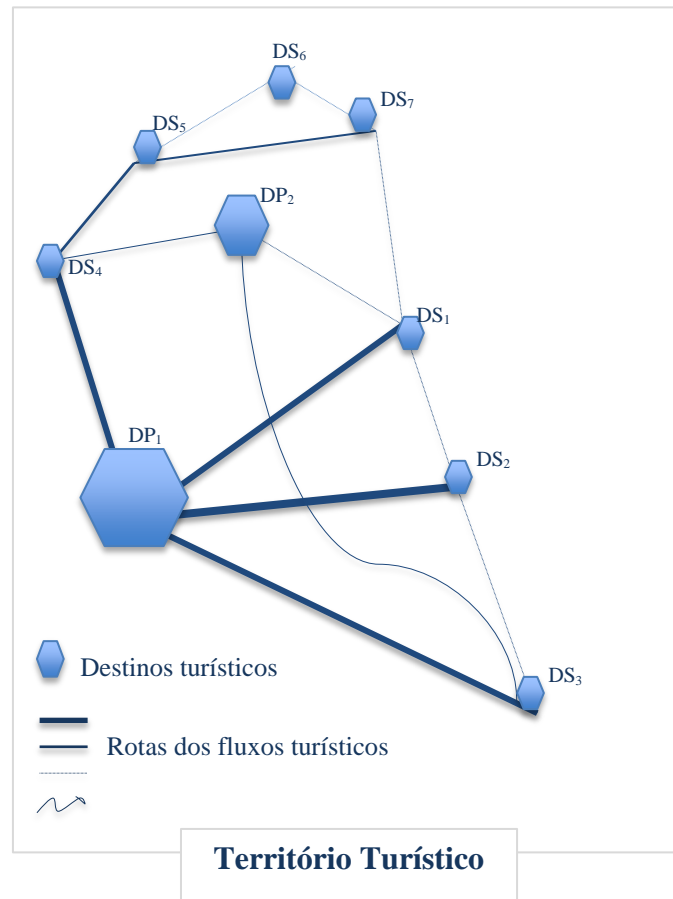 DS₆
DS₇
DS₅
DP₂
DS₄
DS₁
DP₁
DS₂
DS₃
Destinos turísticos
Rotas dos fluxos turísticos
Território Turístico